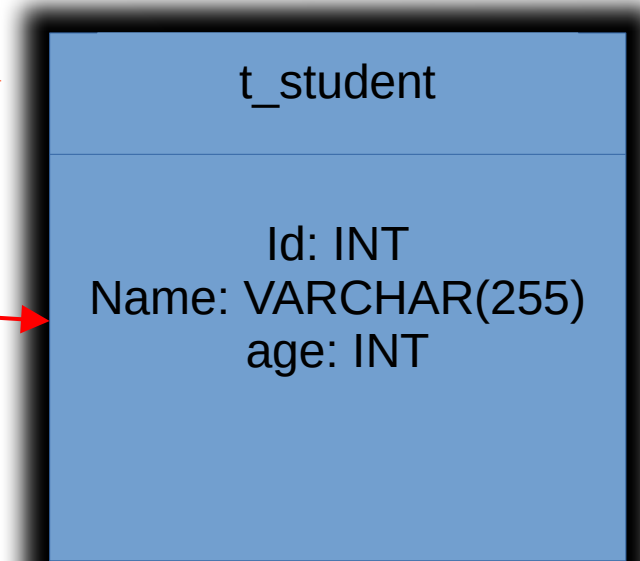 t_student
Id: INT
Name: VARCHAR(255)
age: INT